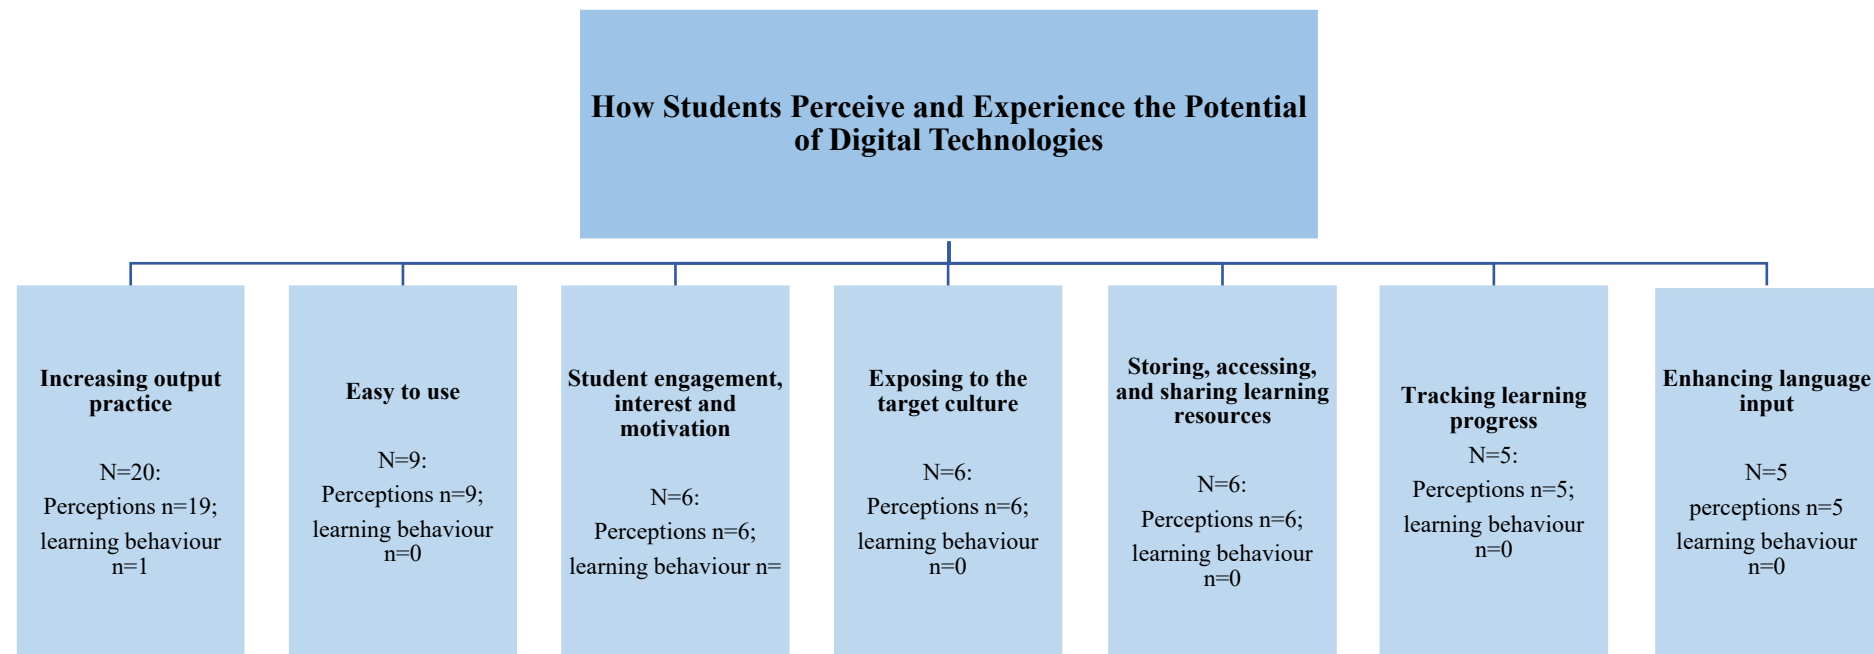 How Students Perceive and Experience the Potential
of Digital Technologies
Increasing output
practice
N=20:
Perceptions n=19;
learning behaviour
n=1
Easy to use
N=9:
Perceptions n=9;
learning behaviour
n=0
Student engagement,
interest and
motivation
N=6:
Perceptions n=6;
learning behaviour n=
Exposing to the
target culture
N=6:
Perceptions n=6;
learning behaviour
n=0
Storing, accessing,
and sharing learning
resources
N=6:
Perceptions n=6;
learning behaviour
n=0
Tracking learning
progress
N=5:
Perceptions n=5;
learning behaviour
n=0
Enhancing language
input
N=5
perceptions n=5
learning behaviour
n=0